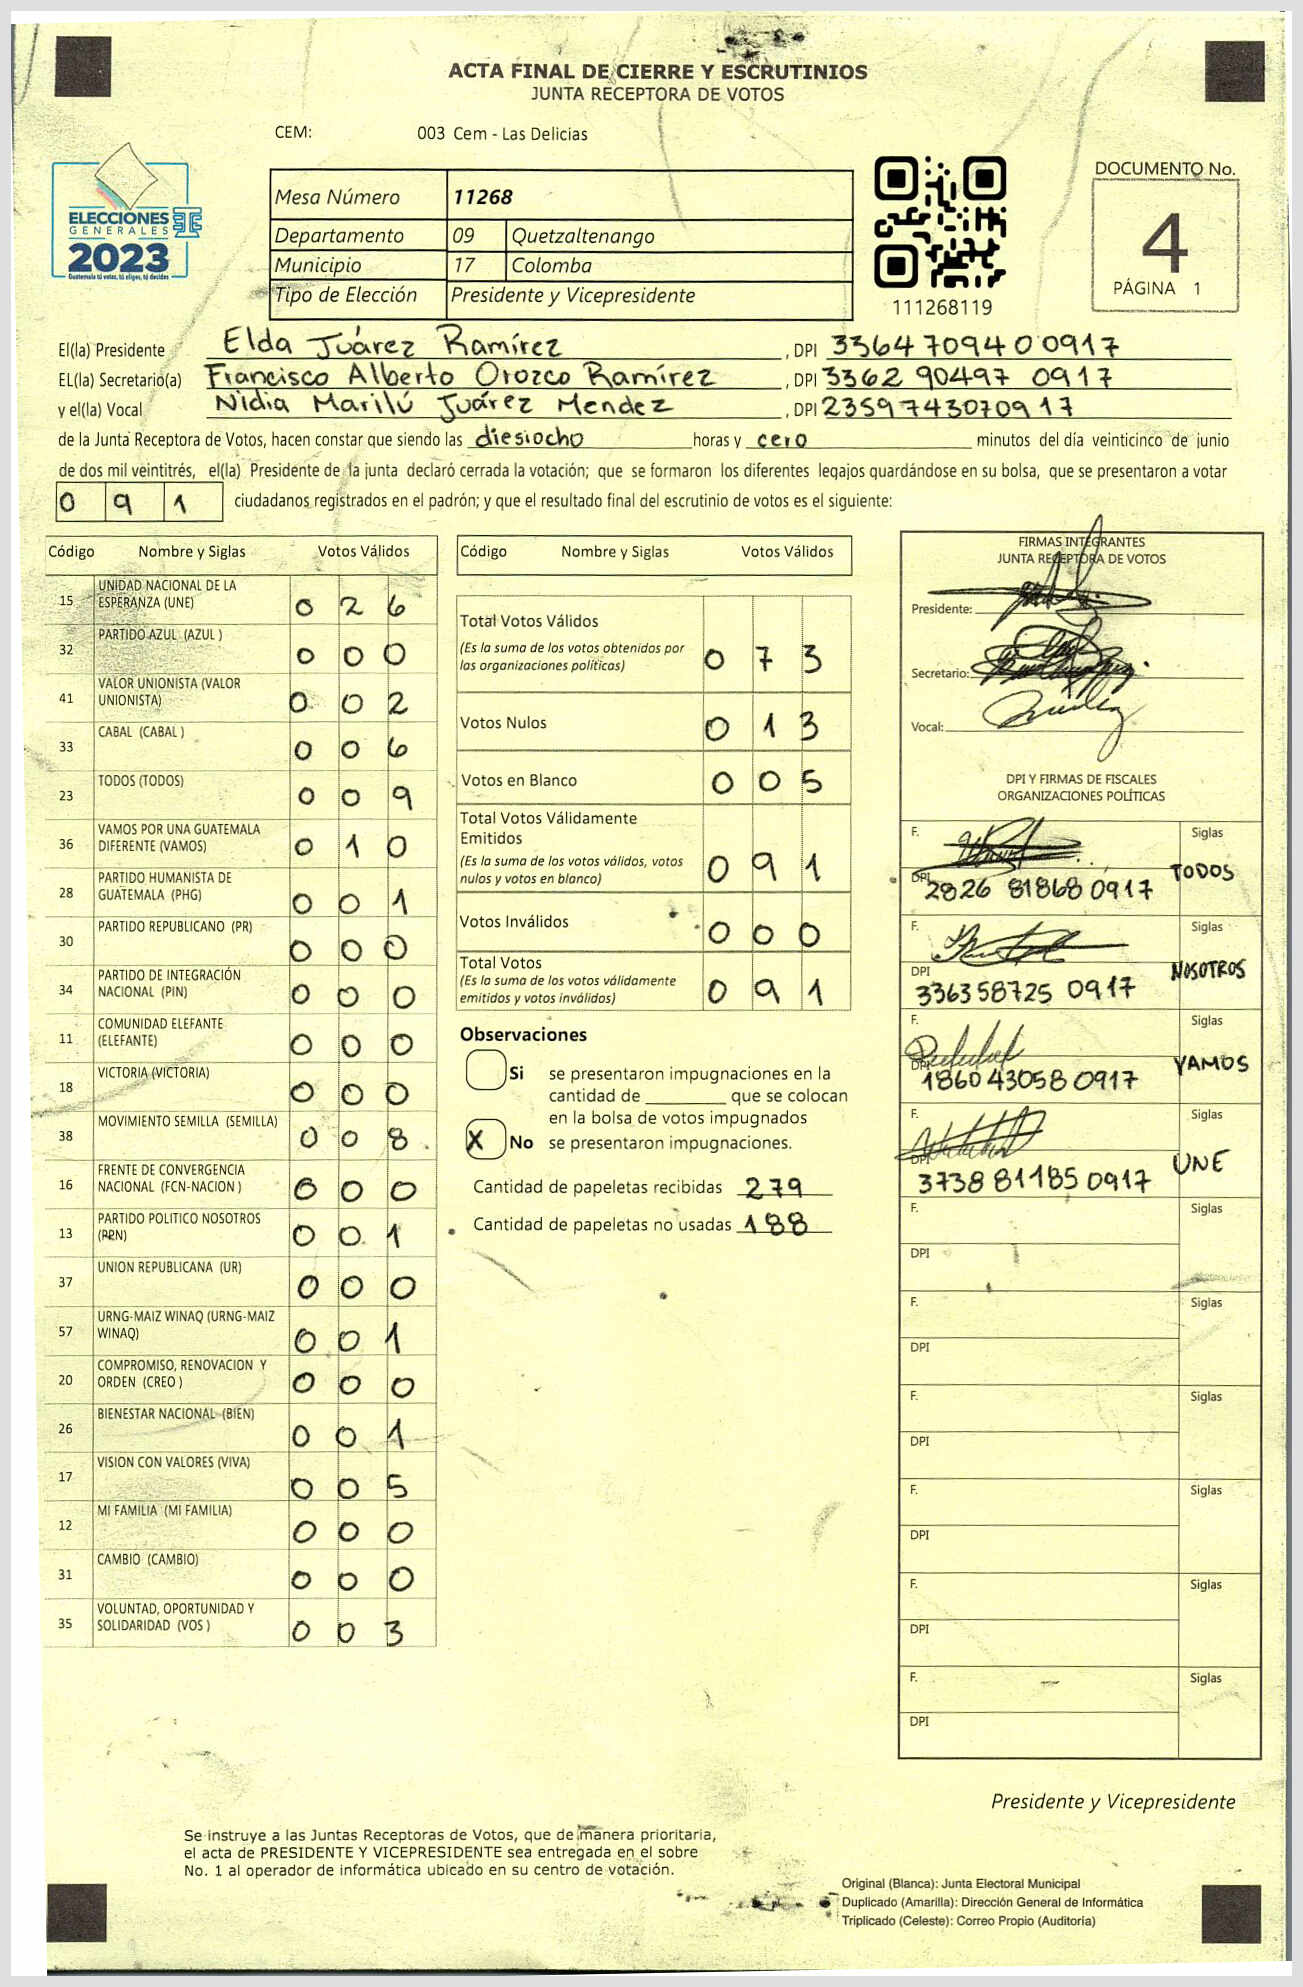 ACTA FINAL DE CIERRE Y ESCRUTINIOS
JUNTA RECEPTORA DE VOTOS
CEM: 003 Cem - Las Delicias
ELECCIONES
GENERALES
2023
Guatemala tú votas, tú eliges, tú decides
Mesa Número 11268
Departamento 09 Quetzaltenango
Municipio 17 Colomba
Tipo de Elección Presidente y Vicepresidente
111268119
DOCUMENTO No.
4
PÁGINA 1
El(la) Presidente Elda Juárez Ramírez, DPI 3364 70940 0917
EL(la) Secretario(a) Francisco Alberto Orozco Ramírez, DPI 3362 90497 0917
y el(la) Vocal Nidia Marilú Juárez Mendez, DPI 2359743070917
de la Junta Receptora de Votos, hacen constar que siendo las diesiocho horas y cero minutos del día veinticinco de junio
de dos mil veintitrés, el(la) Presidente de la junta declaró cerrada la votación; que se formaron los diferentes legajos guardándose en su bolsa, que se presentaron a votar
0 9 1 ciudadanos registrados en el padrón; y que el resultado final del escrutinio de votos es el siguiente:
Código Nombre y Siglas Votos Válidos
15 UNIDAD NACIONAL DE LA ESPERANZA (UNE) 0 2 6
32 PARTIDO AZUL (AZUL ) 0 0 0
41 VALOR UNIONISTA (VALOR UNIONISTA) 0 0 2
33 CABAL (CABAL ) 0 0 6
23 TODOS (TODOS) 0 0 9
36 VAMOS POR UNA GUATEMALA DIFERENTE (VAMOS) 0 1 0
28 PARTIDO HUMANISTA DE GUATEMALA (PHG) 0 0 1
30 PARTIDO REPUBLICANO (PR) 0 0 0
34 PARTIDO DE INTEGRACIÓN NACIONAL (PIN) 0 0 0
11 COMUNIDAD ELEFANTE (ELEFANTE) 0 0 0
18 VICTORIA (VICTORIA) 0 0 0
38 MOVIMIENTO SEMILLA (SEMILLA) 0 0 8
16 FRENTE DE CONVERGENCIA NACIONAL (FCN-NACION ) 0 0 0
13 PARTIDO POLITICO NOSOTROS (PPN) 0 0 1
37 UNION REPUBLICANA (UR) 0 0 0
57 URNG-MAIZ WINAQ (URNG-MAIZ WINAQ) 0 0 1
20 COMPROMISO, RENOVACION Y ORDEN (CREO ) 0 0 0
26 BIENESTAR NACIONAL (BIEN) 0 0 1
17 VISION CON VALORES (VIVA) 0 0 5
12 MI FAMILIA (MI FAMILIA) 0 0 0
31 CAMBIO (CAMBIO) 0 0 0
35 VOLUNTAD, OPORTUNIDAD Y SOLIDARIDAD (VOS ) 0 0 3
Código Nombre y Siglas Votos Válidos
Total Votos Válidos
(Es la suma de los votos obtenidos por las organizaciones políticas) 0 7 3
Votos Nulos 0 1 3
Votos en Blanco 0 0 5
Total Votos Válidamente Emitidos
(Es la suma de los votos válidos, votos nulos y votos en blanco) 0 9 1
Votos Inválidos 0 0 0
Total Votos
(Es la suma de los votos válidamente emitidos y votos inválidos) 0 9 1
Observaciones
Si se presentaron impugnaciones en la
cantidad de ________ que se colocan
en la bolsa de votos impugnados
X No se presentaron impugnaciones.
Cantidad de papeletas recibidas 279
Cantidad de papeletas no usadas 188
FIRMAS INTEGRANTES
JUNTA RECEPTORA DE VOTOS
Presidente:
Secretario:
Vocal:
DPI Y FIRMAS DE FISCALES
ORGANIZACIONES POLÍTICAS
F. Siglas
DPI 2826 81868 0917 TODOS
F. Siglas
DPI 336358725 0917 NOSOTROS
F. Siglas
DPI 1860 43058 0917 VAMOS
F. Siglas
DPI 3738 81185 0917 UNE
F. Siglas
DPI
F. Siglas
DPI
F. Siglas
DPI
F. Siglas
DPI
F. Siglas
DPI
F. Siglas
DPI
Presidente y Vicepresidente
Se instruye a las Juntas Receptoras de Votos, que de manera prioritaria,
el acta de PRESIDENTE Y VICEPRESIDENTE sea entregada en el sobre
No. 1 al operador de informática ubicado en su centro de votación.
Original (Blanca): Junta Electoral Municipal
Duplicado (Amarilla): Dirección General de Informática
Triplicado (Celeste): Correo Propio (Auditoría)